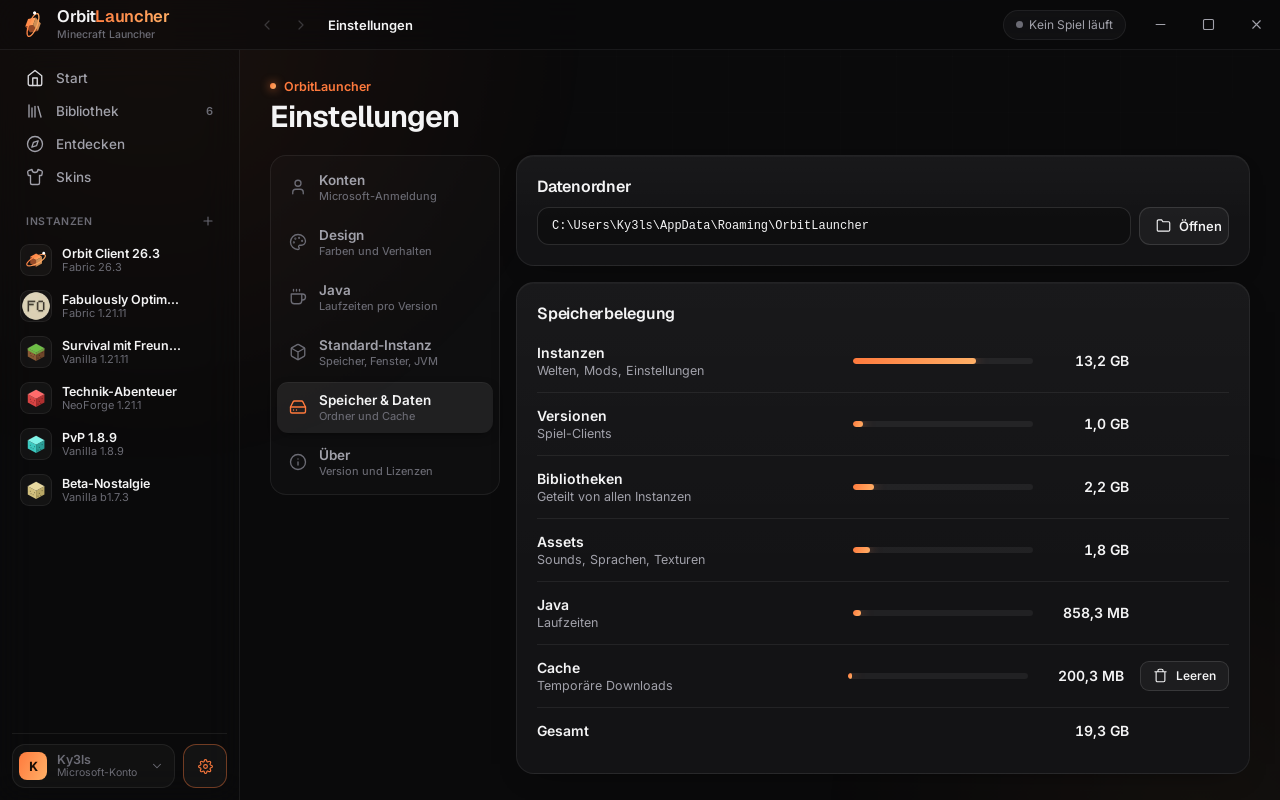 OrbitLauncher
Minecraft Launcher
Einstellungen
Kein Spiel läuft
Start
Bibliothek 6
Entdecken
Skins
INSTANZEN
Orbit Client 26.3
Fabric 26.3
FO
Fabulously Optim...
Fabric 1.21.11
Survival mit Freun...
Vanilla 1.21.11
Technik-Abenteuer
NeoForge 1.21.1
PvP 1.8.9
Vanilla 1.8.9
Beta-Nostalgie
Vanilla b1.7.3
K
Ky3ls
Microsoft-Konto
OrbitLauncher
Einstellungen
Konten
Microsoft-Anmeldung
Design
Farben und Verhalten
Java
Laufzeiten pro Version
Standard-Instanz
Speicher, Fenster, JVM
Speicher & Daten
Ordner und Cache
Über
Version und Lizenzen
Datenordner
C:\Users\Ky3ls\AppData\Roaming\OrbitLauncher
Öffnen
Speicherbelegung
Instanzen
Welten, Mods, Einstellungen
13,2 GB
Versionen
Spiel-Clients
1,0 GB
Bibliotheken
Geteilt von allen Instanzen
2,2 GB
Assets
Sounds, Sprachen, Texturen
1,8 GB
Java
Laufzeiten
858,3 MB
Cache
Temporäre Downloads
200,3 MB
Leeren
Gesamt
19,3 GB